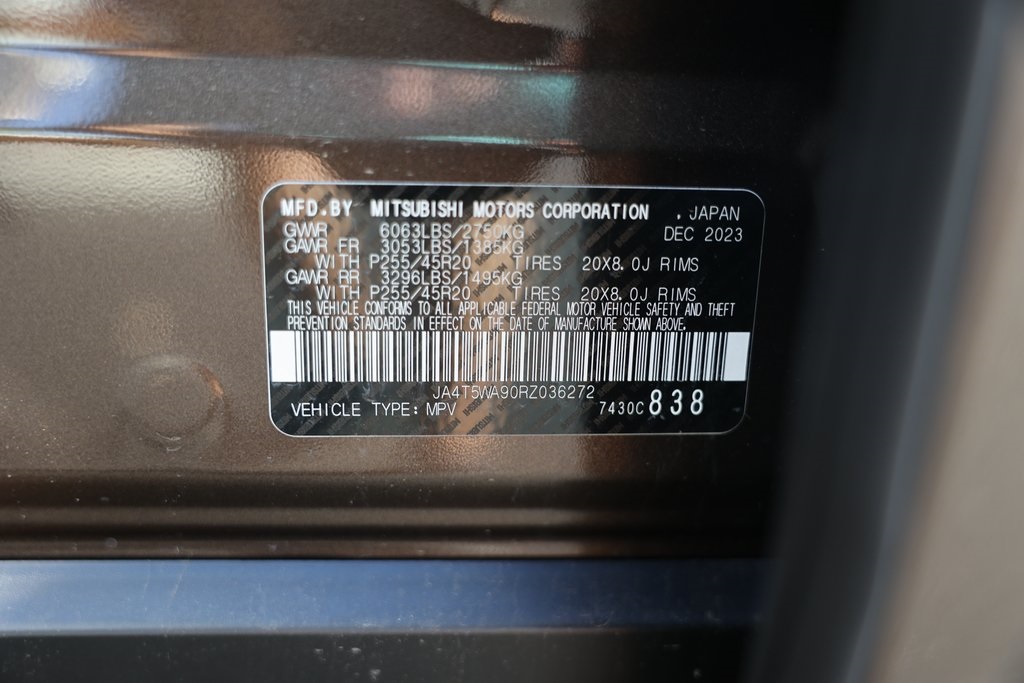 MFD.BY MITSUBISHI MOTORS CORPORATION . JAPAN
GWVR 6063LBS/2750KG DEC 2023
GAWR FR 3053LBS/1385KG
WITH P255/45R20 TIRES 20X8.0J RIMS
GAWR RR 3296LBS/1495KG
WITH P255/45R20 TIRES 20X8.0J RIMS
THIS VEHICLE CONFORMS TO ALL APPLICABLE FEDERAL MOTOR VEHICLE SAFETY AND THEFT
PREVENTION STANDARDS IN EFFECT ON THE DATE OF MANUFACTURE SHOWN ABOVE.
JA4T5WA90RZ036272
VEHICLE TYPE: MPV 7430C 838